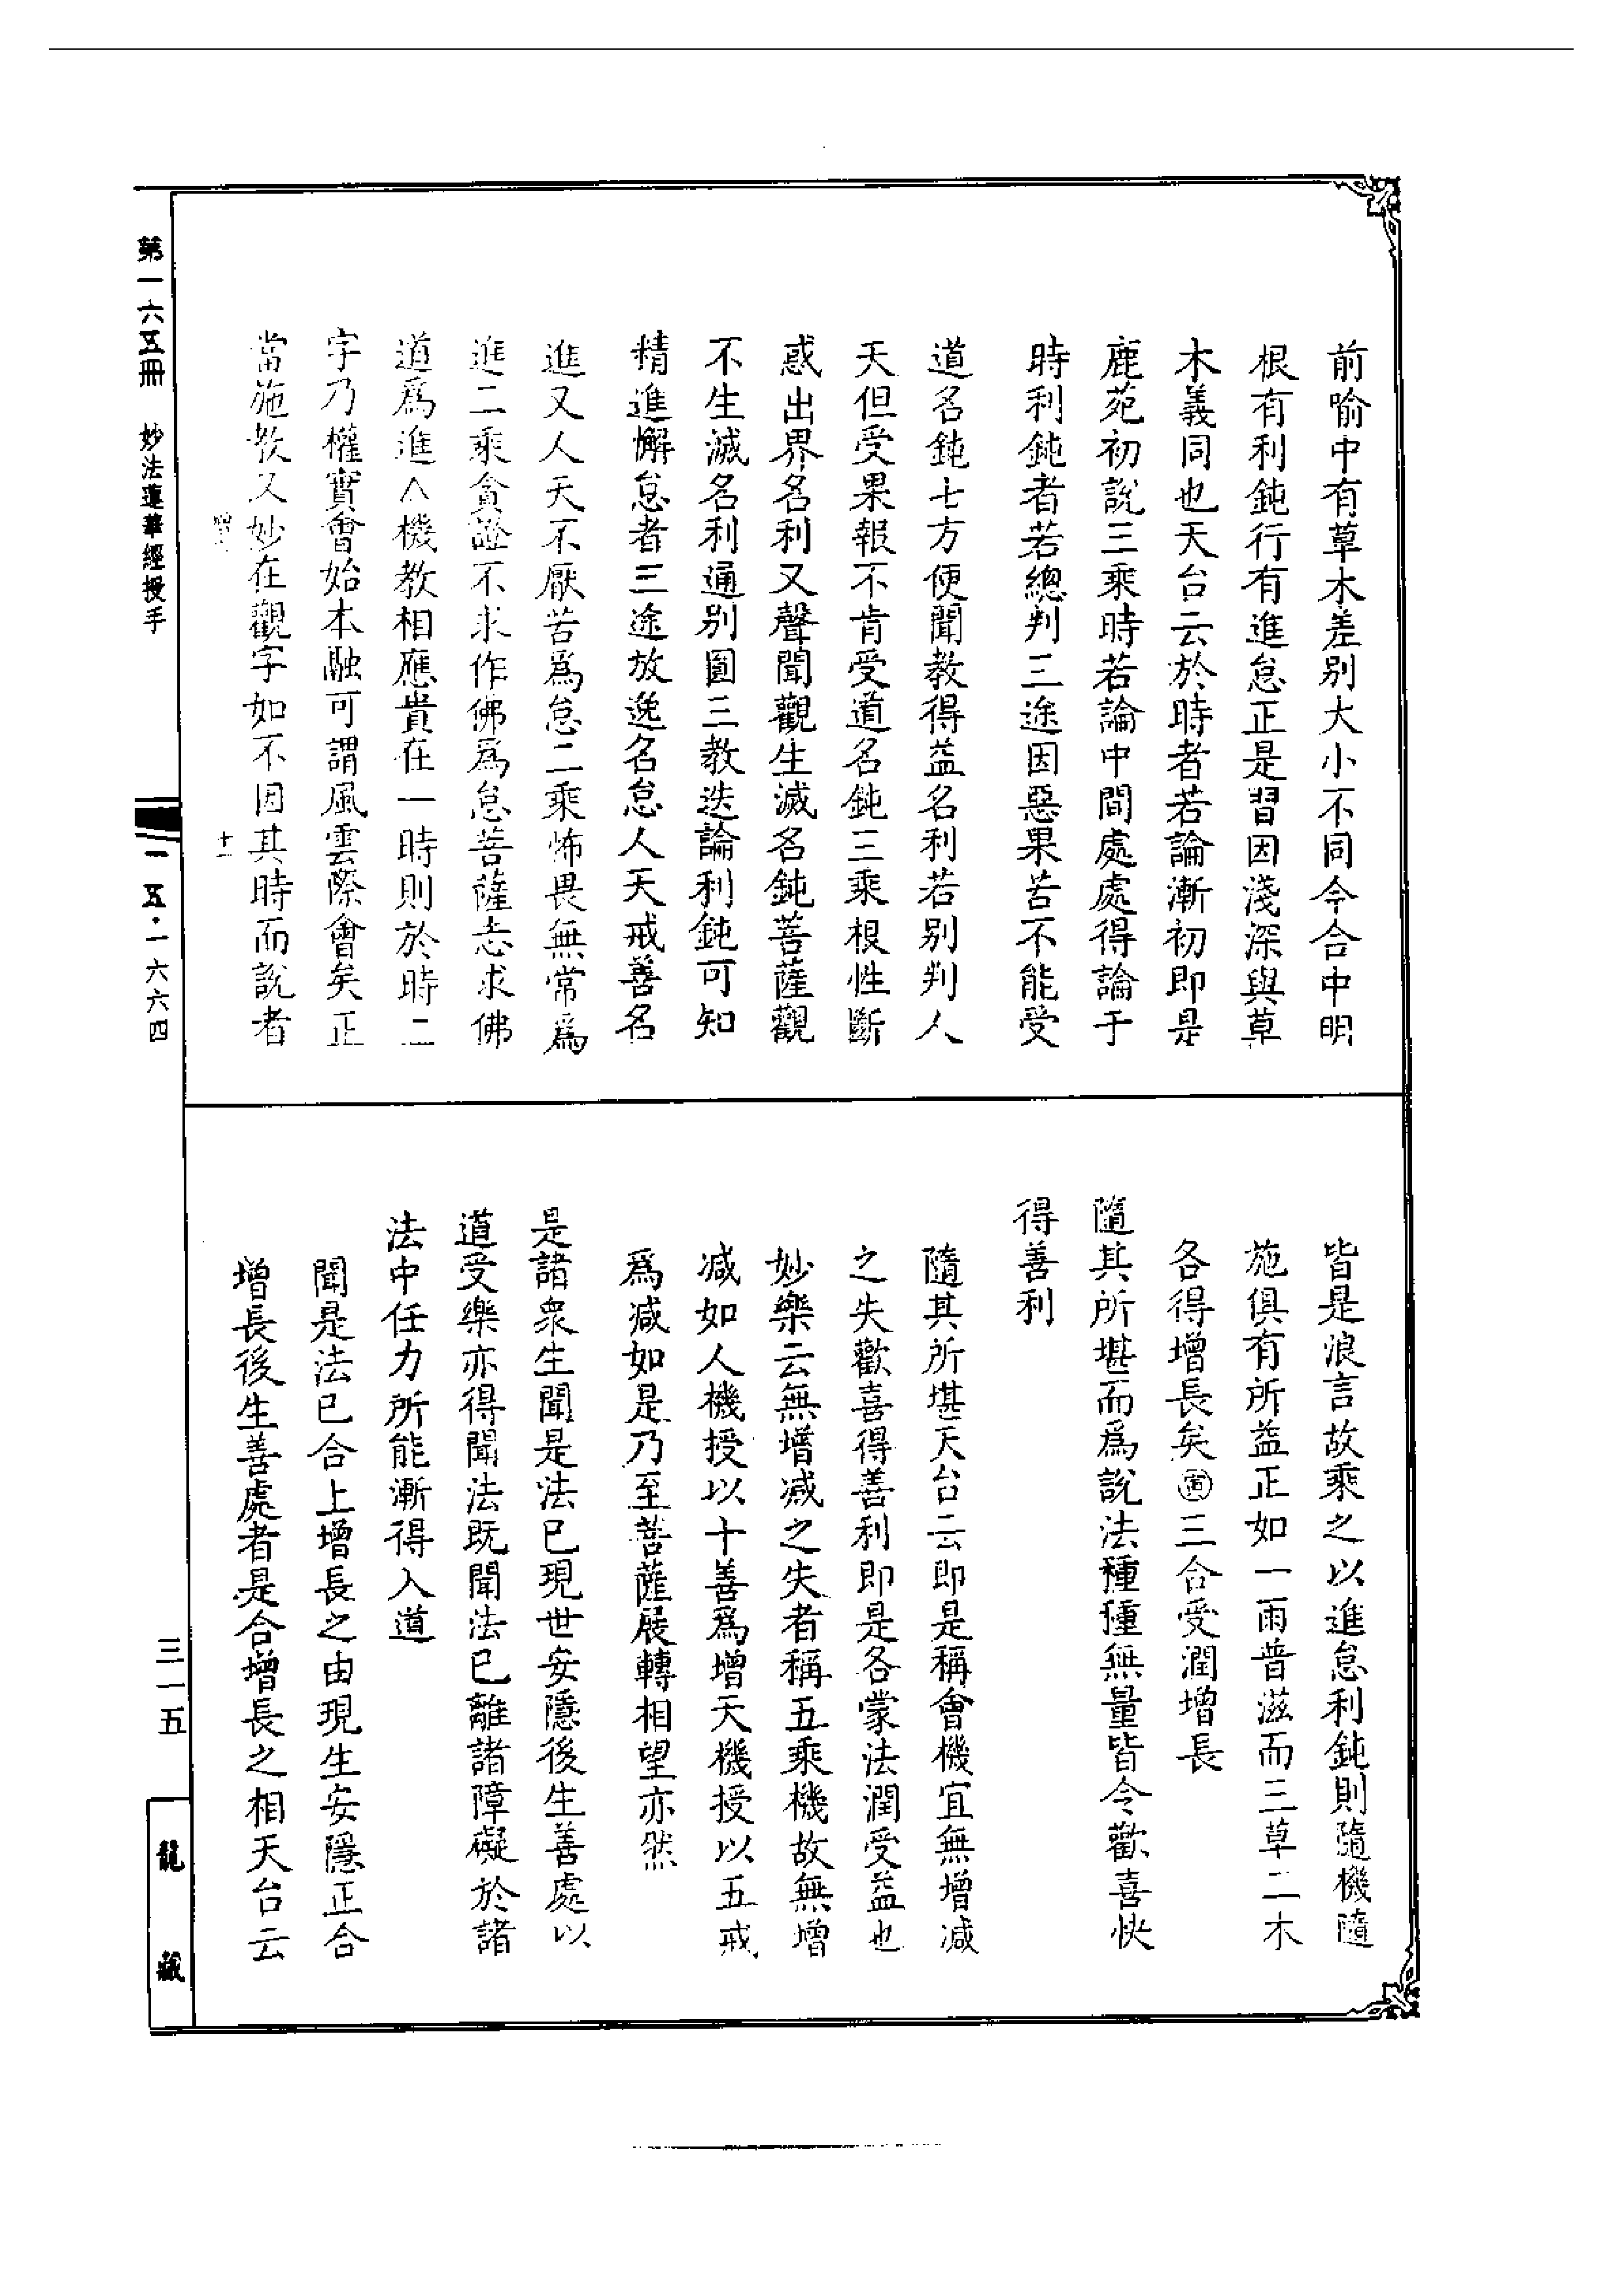 前喻中有草木差別大小不同今合中明
根有利鈍行有進怠正是習因淺深與草
木義同也天台云於時者若論漸初即是
鹿苑初說三乘時若論中間處處得論于
時利鈍者若總判三途因惡果苦不能受
道名鈍七方便聞教得益名利若別判人
天但受果報不肯受道名鈍三乘根性斷
惑出界名利又聲聞觀生滅名鈍菩薩觀
不生滅名利通別圓三教迭論利鈍可知
精進懈怠者三途放逸名怠人天戒善名
進又人天不厭苦爲怠二乘怖畏無常爲
進二乘貪證不求作佛爲怠菩薩志求佛
道爲進△機教相應貴在一時則於時二
字乃權實會始本融可謂風雲際會矣正
當施教又妙在觀字如不因其時而說者
十一
皆是浪言故乘之以進怠利鈍則隨機隨
施俱有所益正如一雨普滋而三草二木
各得增長矣三合受潤增長
隨其所堪而爲說法種種無量皆令歡喜快
得善利
隨其所堪天台云即是稱會機宜無增減
之失歡喜得善利即是各蒙法潤受益也
妙樂云無增減之失者稱五乘機故無增
減如人機授以十善爲增天機授以五戒
爲減如是乃至菩薩展轉相望亦然
是諸衆生聞是法已現世安隱後生善處以
道受樂亦得聞法既聞法已離諸障礙於諸
法中任力所能漸得入道
聞是法已合上增長之由現生安隱正合
增長後生善處者是合增長之相天台云
第一六五冊 妙法蓮華經授手
一五·一六六四
三一五
龍藏